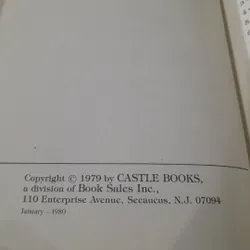 Copyright © 1979 by CASTLE BOOKS,
a division of Book Sales Inc.,
110 Enterprise Avenue, Secaucus, N.J. 07094
January – 1980